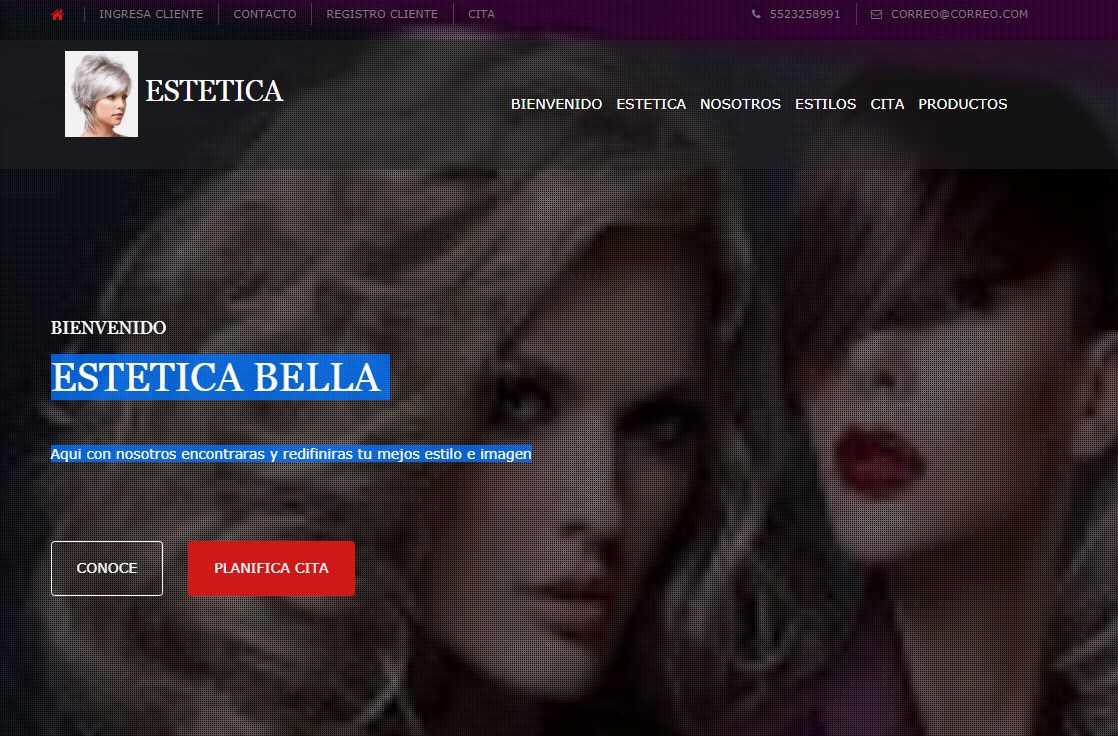 INGRESA CLIENTE CONTACTO REGISTRO CLIENTE CITA 5523258991 CORREO@CORREO.COM
ESTETICA
BIENVENIDO ESTETICA NOSOTROS ESTILOS CITA PRODUCTOS
BIENVENIDO
ESTETICA BELLA
Aqui con nosotros encontraras y redifiniras tu mejos estilo e imagen
CONOCE PLANIFICA CITA